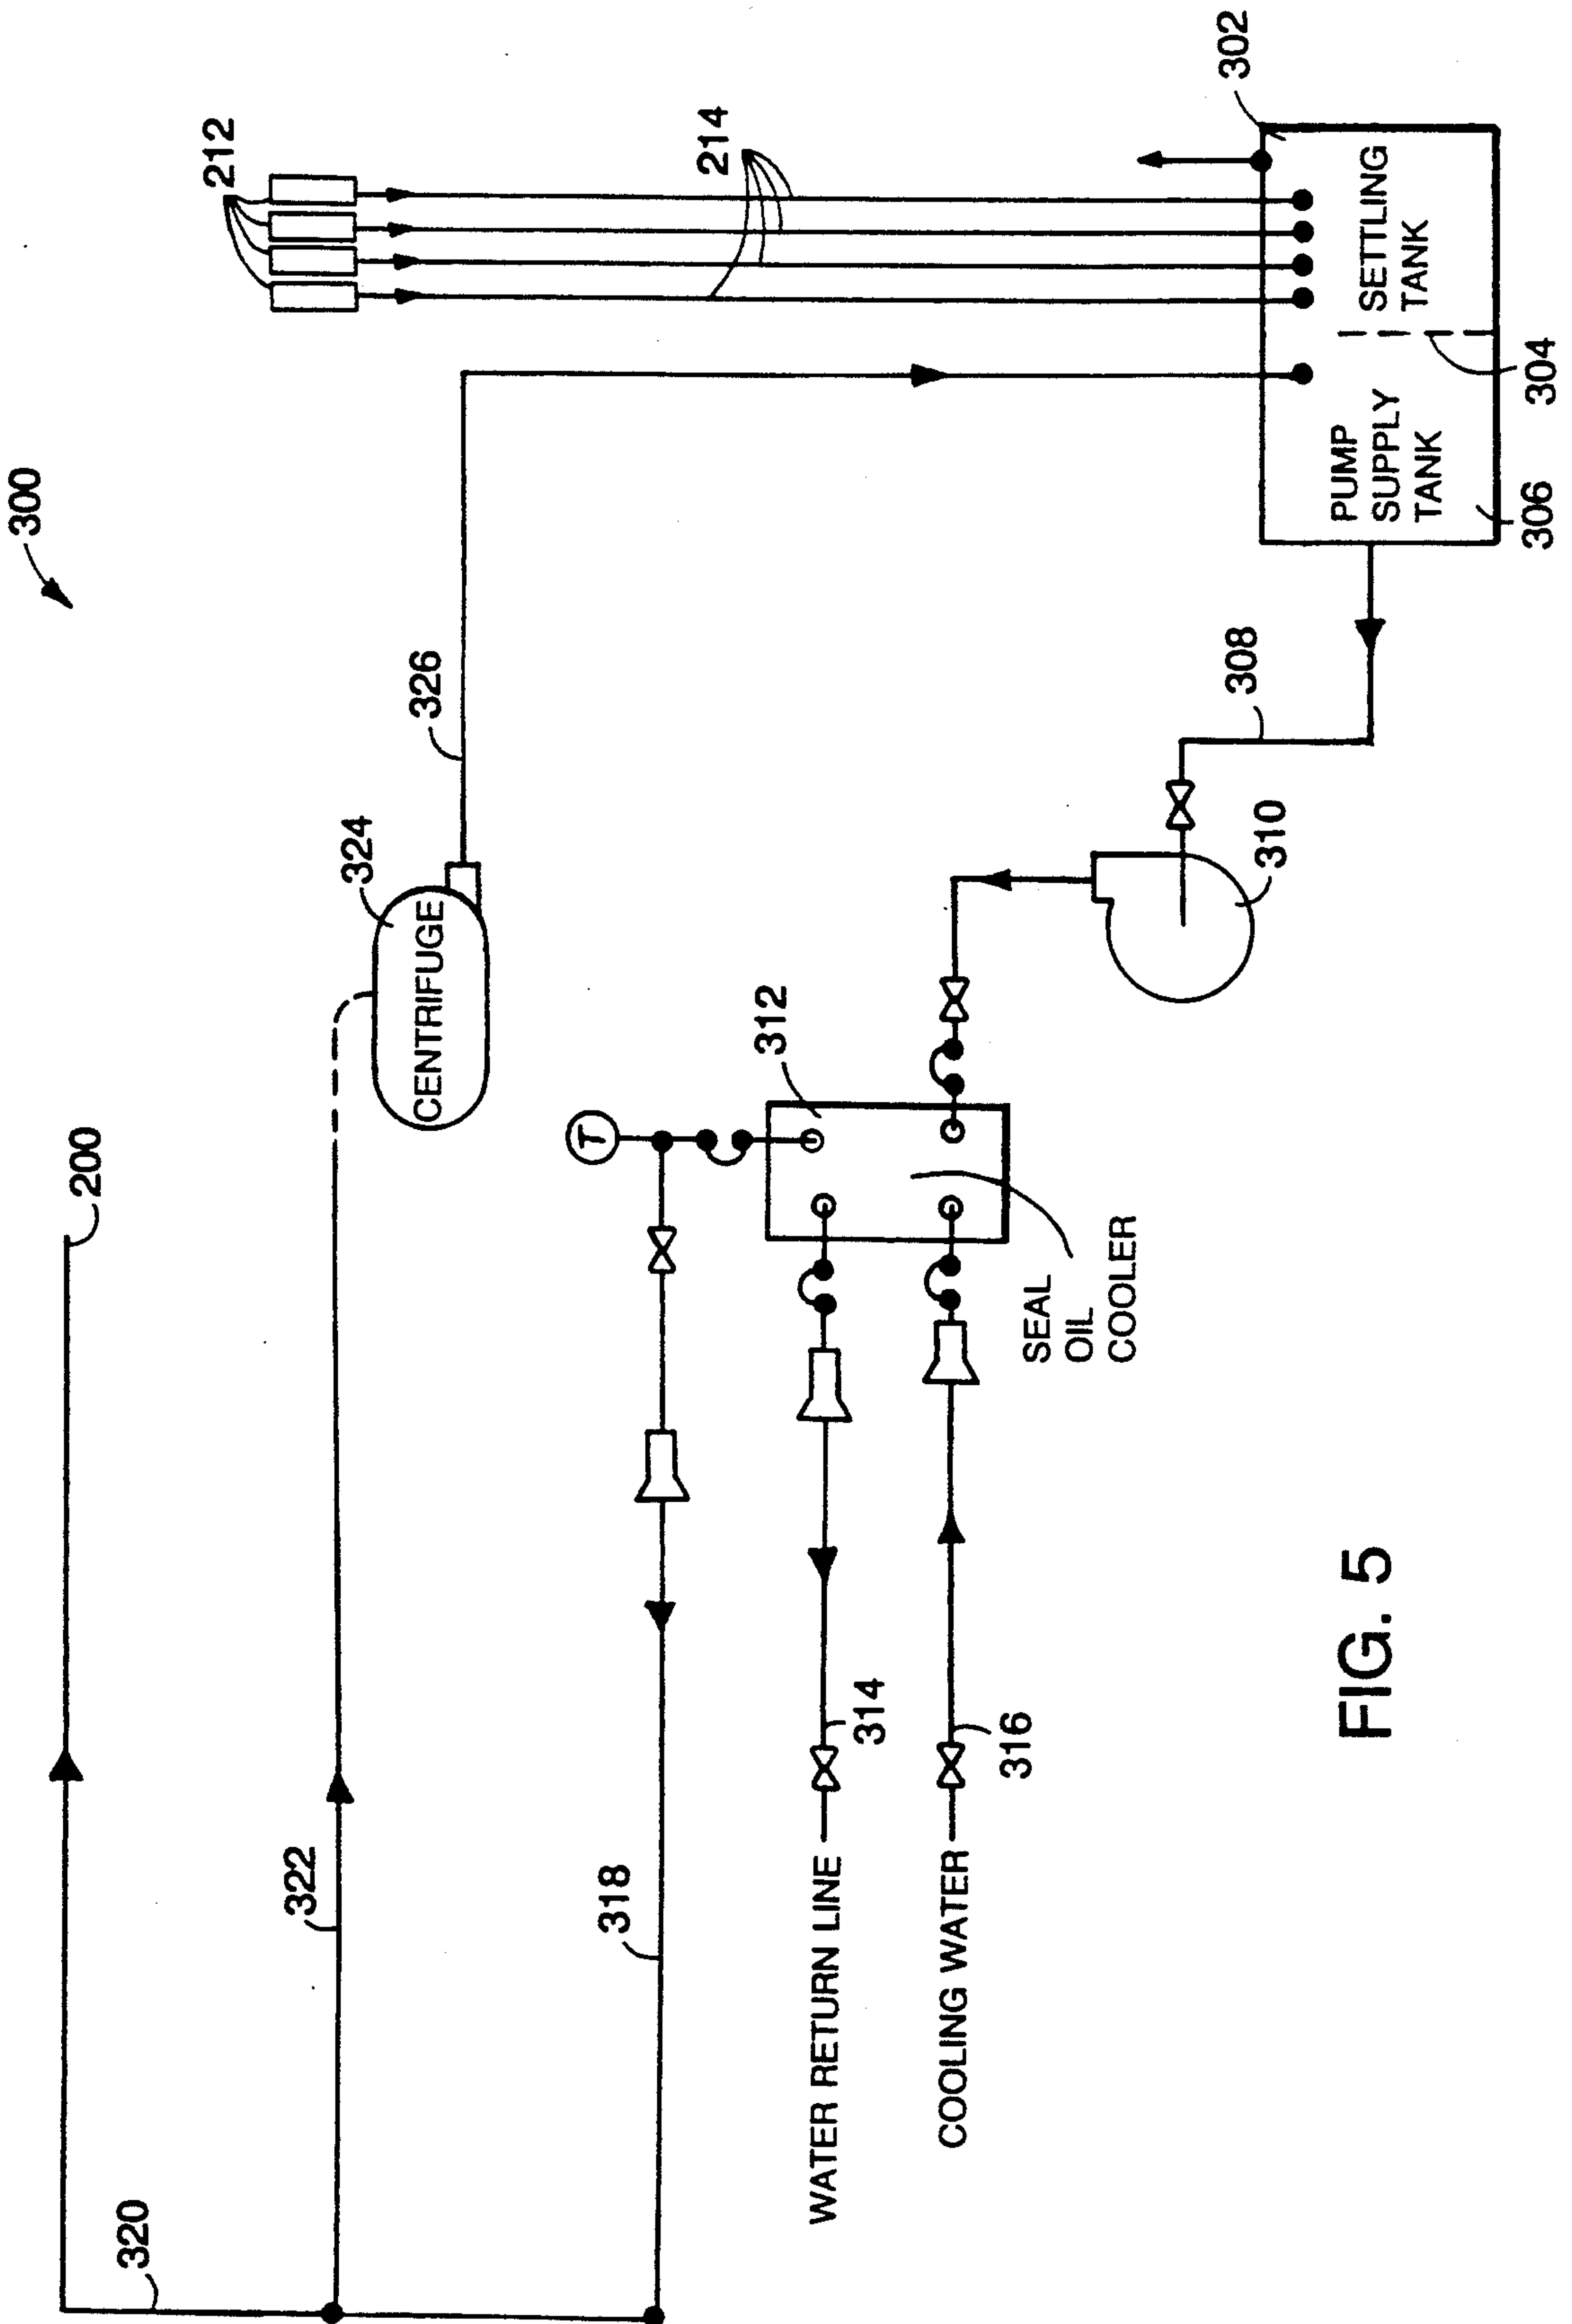 300
200
320
322
CENTRIFUGE
324
326
212
214
302
SETTLING
TANK
304
PUMP
SUPPLY
TANK
306
308
310
312
T
SEAL
OIL
COOLER
318
WATER RETURN LINE
314
COOLING WATER
316
FIG. 5